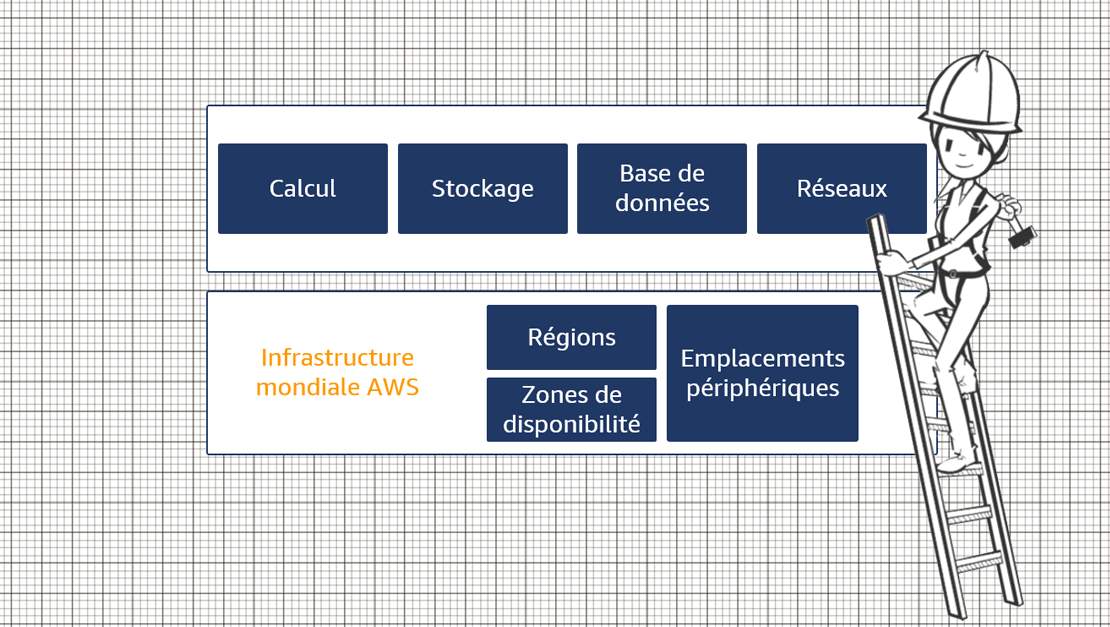 Calcul
Stockage
Base de
données
Réseaux
Infrastructure
mondiale AWS
Régions
Zones de
disponibilité
Emplacements
périphériques